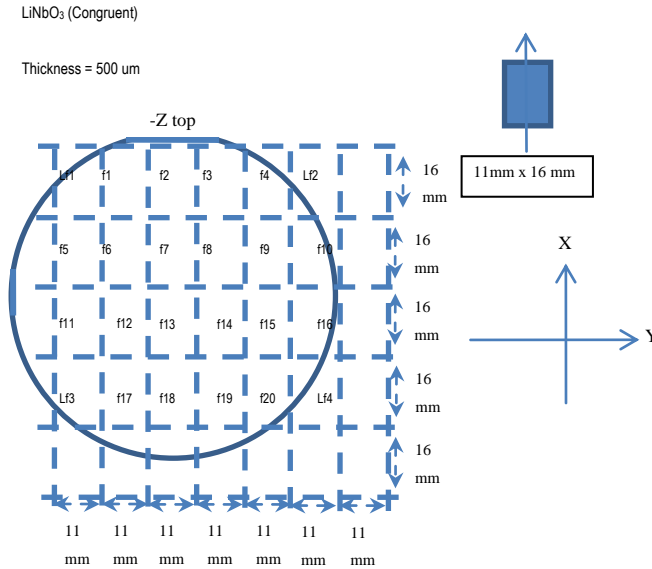 LiNbO₃ (Congruent)
Thickness = 500 um
-Z top
11mm x 16 mm
Lf1 f1 f2 f3 f4 Lf2
16
mm
f5 f6 f7 f8 f9 f10
16
mm
X
Y
f11 f12 f13 f14 f15 f16
16
mm
Lf3 f17 f18 f19 f20 Lf4
16
mm
16
mm
11 11 11 11 11 11 11
mm mm mm mm mm mm mm